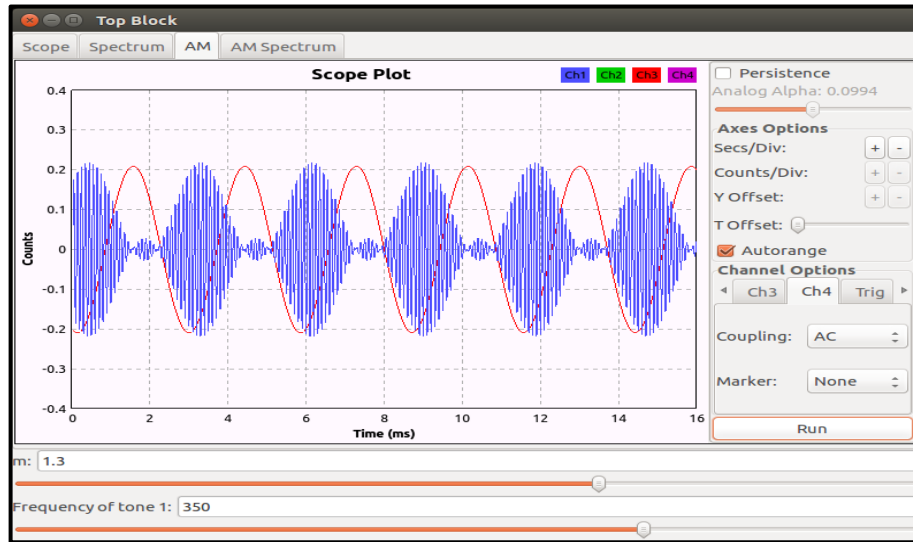 Top Block
Scope Spectrum AM AM Spectrum
Scope Plot
Ch1 Ch2 Ch3 Ch4
0.4
0.3
0.2
0.1
0
-0.1
-0.2
-0.3
-0.4
Counts
0 2 4 6 8 10 12 14 16
Time (ms)
Persistence
Analog Alpha: 0.0994
Axes Options
Secs/Div: + -
Counts/Div: + -
Y Offset: + -
T Offset:
Autorange
Channel Options
Ch3 Ch4 Trig
Coupling: AC
Marker: None
Run
m: 1.3
Frequency of tone 1: 350